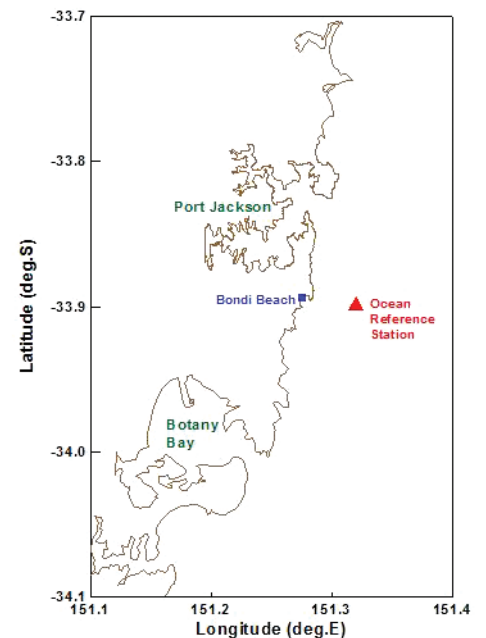 -33.7
-33.8
Port Jackson
Latitude (deg.S)
-33.9
Bondi Beach
Ocean
Reference
Station
Botany
Bay
-34.0
-34.1
151.1 151.2 151.3 151.4
Longitude (deg.E)